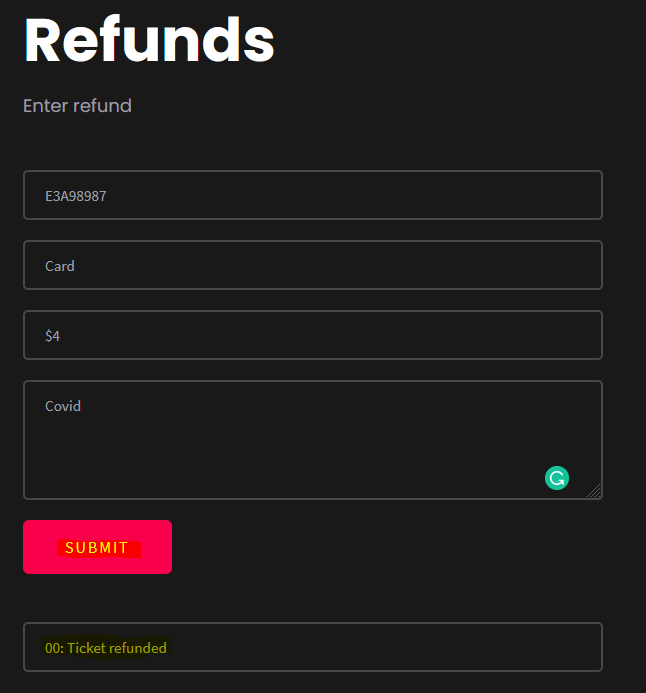 Refunds
Enter refund
E3A98987
Card
$4
Covid
SUBMIT
00: Ticket refunded